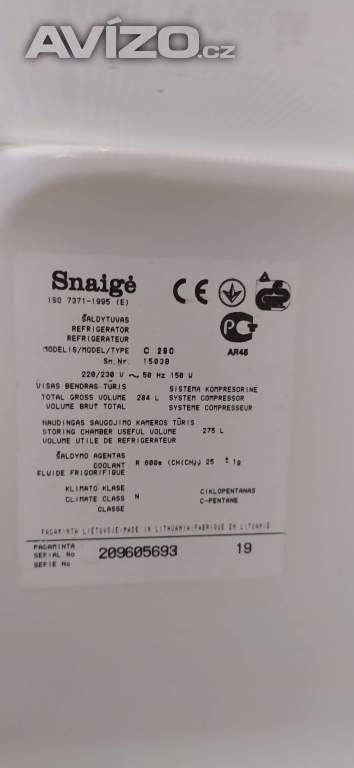 AVÍZO.cz
Snaigė
ISO 7371-1995 (E)
ŠALDYTUVAS
REFRIGERATOR
REFRIGERATEUR
MODELIS/MODEL/TYPE C 290
Sm.Nr. 15038
AR46
220/230 V ~ 50 Hz 150 W
VISAS BENDRAS TŪRIS SISTEMA KOMPRESORINĖ
TOTAL GROSS VOLUME 284 L SYSTEM COMPRESSOR
VOLUME BRUT TOTAL SYSTEME COMPRESSEUR
NAUDINGAS SAUGOJIMO KAMEROS TŪRIS
STORING CHAMBER USEFUL VOLUME 275 L
VOLUME UTILE DE REFRIGERATEUR
ŠALDYMO AGENTAS
COOLANT R 600a (CH(CH3)3) 25 ± 1g
FLUIDE FRIGORIFIQUE
KLIMATO KLASĖ CIKLOPENTANAS
CLIMATE CLASS N C-PENTANE
CLASSE
PAGAMINTA LIETUVOJE/MADE IN LITHUANIA/FABRIQUE EN LITUANIE
PAGAMINTA
SERIAL No 209605693 19
SERIE No